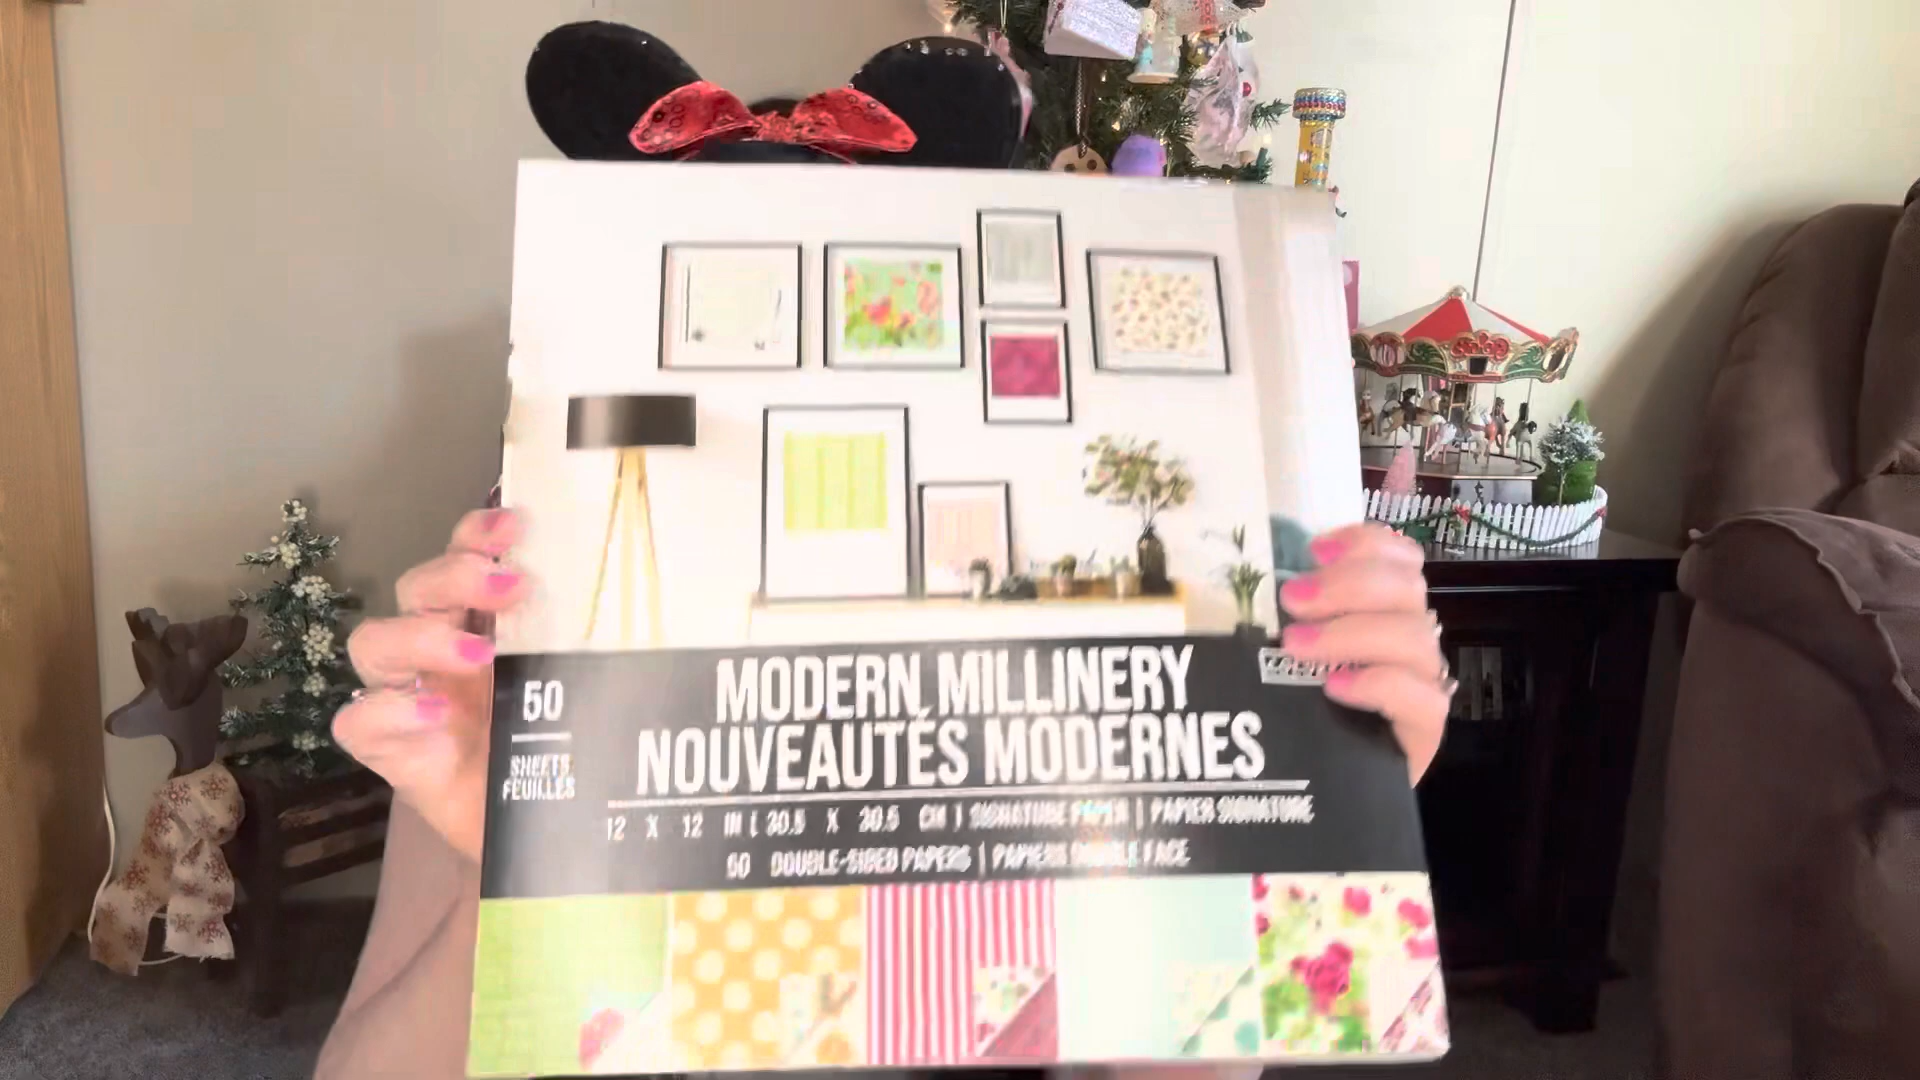 MODERN MILLINERY
NOUVEAUTÉS MODERNES
50
SHEETS
FEUILLES
12 X 12 IN ( 30.5 X 30.5 CM ) SIGNATURE PAPER | PAPIER SIGNATURE
50 DOUBLE-SIDED PAPERS | PAPIERS DOUBLE FACE